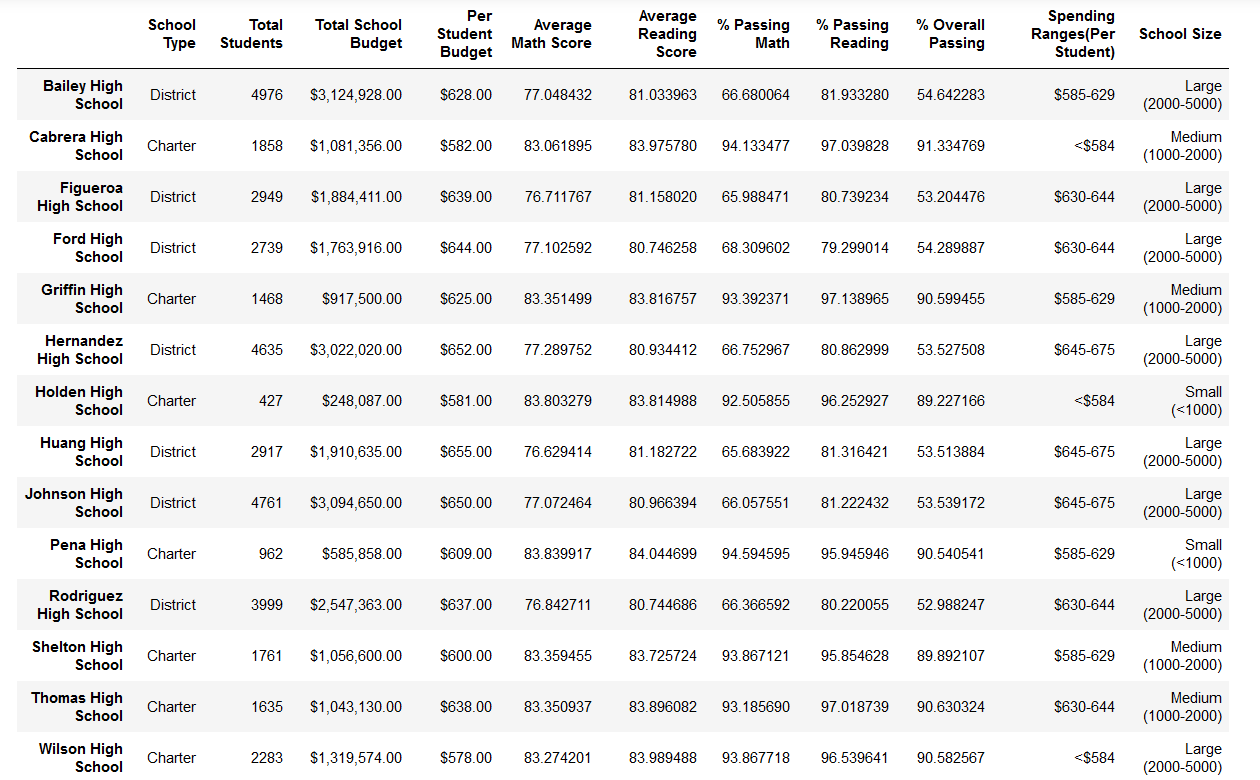 School Type Total Students Total School Budget Per Student Budget Average Math Score Average Reading Score % Passing Math % Passing Reading % Overall Passing Spending Ranges(Per Student) School Size
Bailey High School District 4976 $3,124,928.00 $628.00 77.048432 81.033963 66.680064 81.933280 54.642283 $585-629 Large (2000-5000)
Cabrera High School Charter 1858 $1,081,356.00 $582.00 83.061895 83.975780 94.133477 97.039828 91.334769 <$584 Medium (1000-2000)
Figueroa High School District 2949 $1,884,411.00 $639.00 76.711767 81.158020 65.988471 80.739234 53.204476 $630-644 Large (2000-5000)
Ford High School District 2739 $1,763,916.00 $644.00 77.102592 80.746258 68.309602 79.299014 54.289887 $630-644 Large (2000-5000)
Griffin High School Charter 1468 $917,500.00 $625.00 83.351499 83.816757 93.392371 97.138965 90.599455 $585-629 Medium (1000-2000)
Hernandez High School District 4635 $3,022,020.00 $652.00 77.289752 80.934412 66.752967 80.862999 53.527508 $645-675 Large (2000-5000)
Holden High School Charter 427 $248,087.00 $581.00 83.803279 83.814988 92.505855 96.252927 89.227166 <$584 Small (<1000)
Huang High School District 2917 $1,910,635.00 $655.00 76.629414 81.182722 65.683922 81.316421 53.513884 $645-675 Large (2000-5000)
Johnson High School District 4761 $3,094,650.00 $650.00 77.072464 80.966394 66.057551 81.222432 53.539172 $645-675 Large (2000-5000)
Pena High School Charter 962 $585,858.00 $609.00 83.839917 84.044699 94.594595 95.945946 90.540541 $585-629 Small (<1000)
Rodriguez High School District 3999 $2,547,363.00 $637.00 76.842711 80.744686 66.366592 80.220055 52.988247 $630-644 Large (2000-5000)
Shelton High School Charter 1761 $1,056,600.00 $600.00 83.359455 83.725724 93.867121 95.854628 89.892107 $585-629 Medium (1000-2000)
Thomas High School Charter 1635 $1,043,130.00 $638.00 83.350937 83.896082 93.185690 97.018739 90.630324 $630-644 Medium (1000-2000)
Wilson High School Charter 2283 $1,319,574.00 $578.00 83.274201 83.989488 93.867718 96.539641 90.582567 <$584 Large (2000-5000)